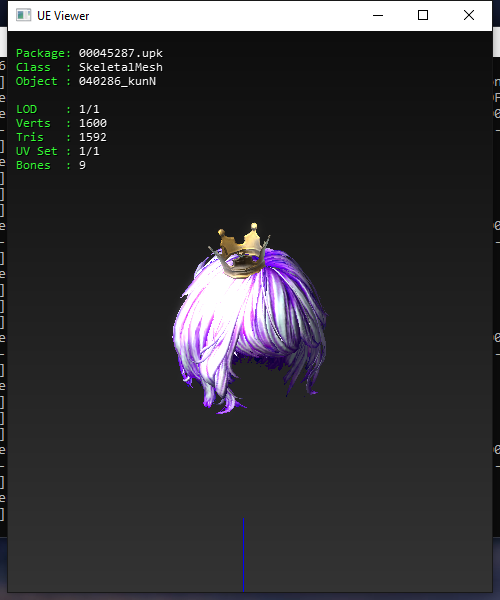 UE Viewer
Package: 00045287.upk
Class  : SkeletalMesh
Object : 040286_kunN
LOD    : 1/1
Verts  : 1600
Tris   : 1592
UV Set : 1/1
Bones  : 9